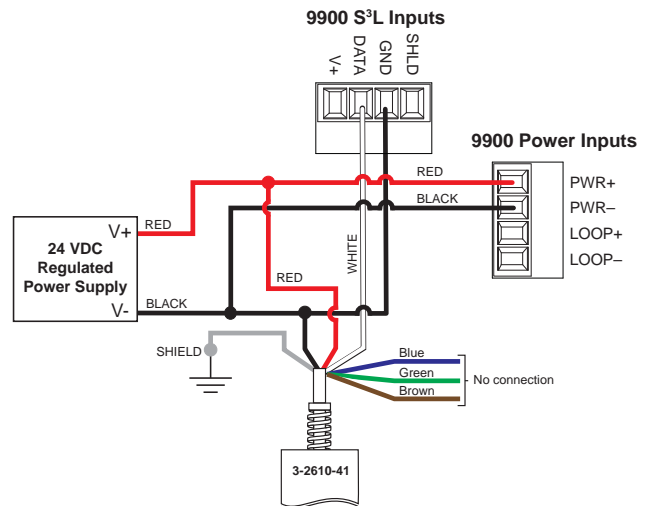 9900 S³L Inputs
V+
DATA
GND
SHLD
9900 Power Inputs
RED
PWR+
BLACK
PWR–
LOOP+
LOOP–
V+
RED
24 VDC
Regulated
Power Supply
V-
BLACK
RED
WHITE
SHIELD
Blue
Green
Brown
No connection
3-2610-41